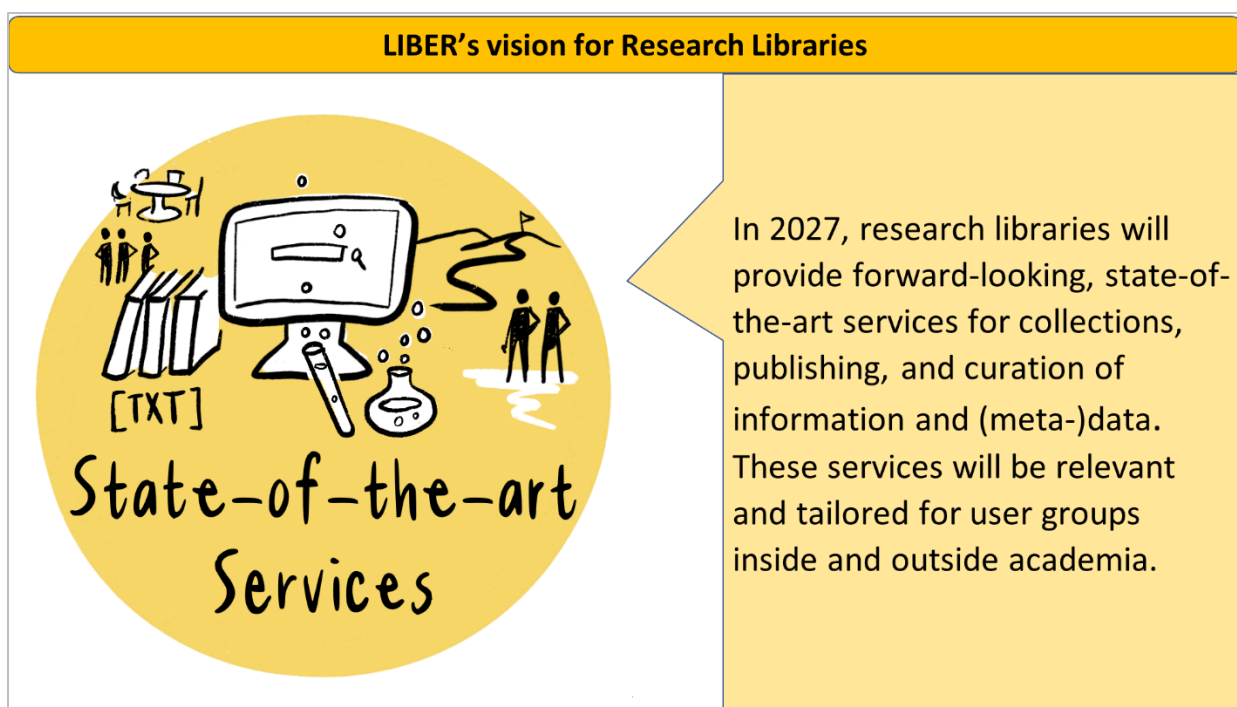 LIBER’s vision for Research Libraries
[TXT]
State-of-the-art
Services
In 2027, research libraries will
provide forward-looking, state-of-
the-art services for collections,
publishing, and curation of
information and (meta-)data.
These services will be relevant
and tailored for user groups
inside and outside academia.